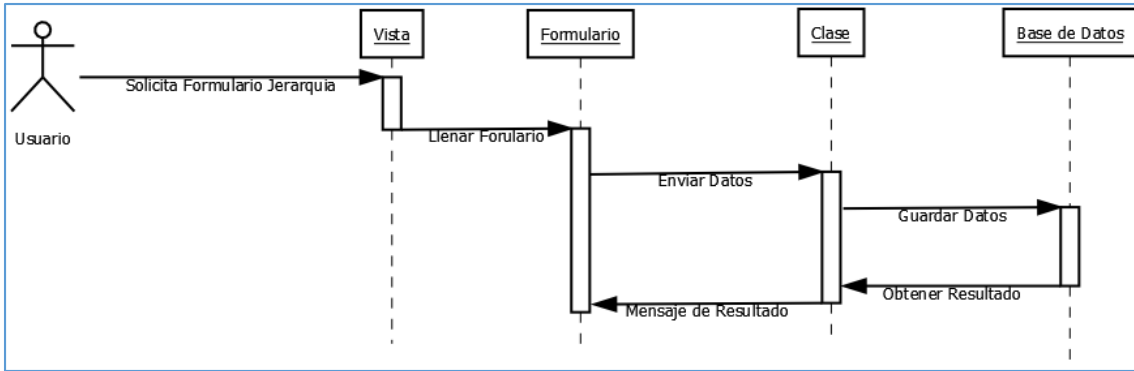 Vista
Formulario
Clase
Base de Datos
Solicita Formulario Jerarquia
Usuario
Llenar Forulario
Enviar Datos
Guardar Datos
Obtener Resultado
Mensaje de Resultado